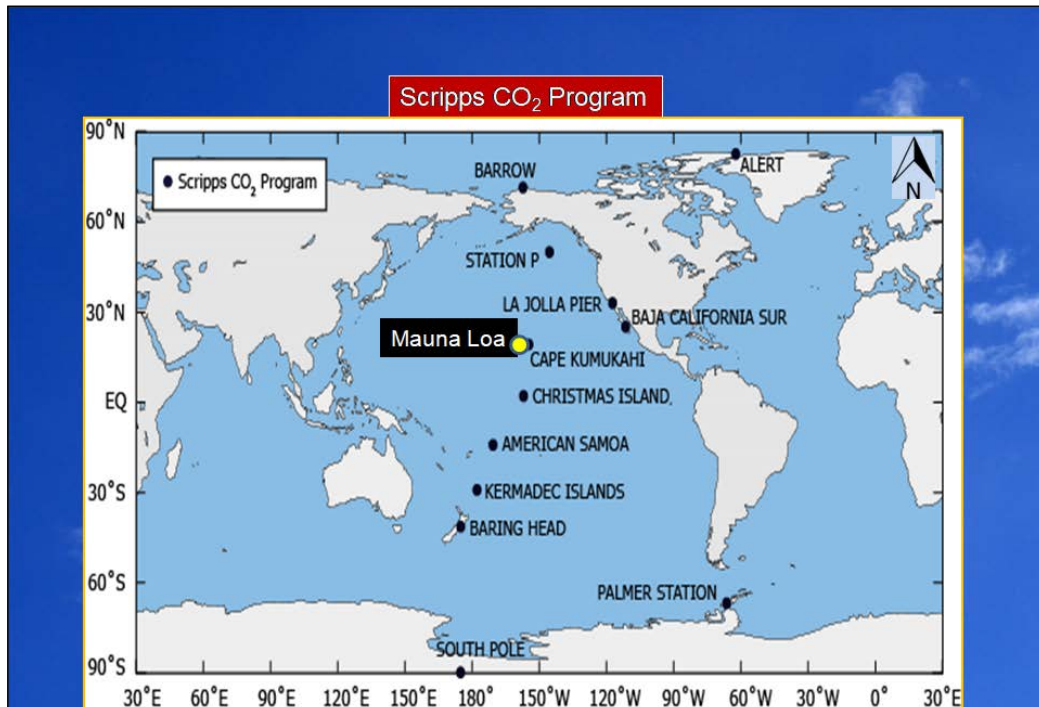 Scripps CO₂ Program
90°N
Scripps CO₂ Program
BARROW
ALERT
N
60°N
STATION P
30°N
LA JOLLA PIER
BAJA CALIFORNIA SUR
Mauna Loa
CAPE KUMUKAHI
EQ
CHRISTMAS ISLAND
AMERICAN SAMOA
30°S
KERMADEC ISLANDS
BARING HEAD
60°S
PALMER STATION
SOUTH POLE
90°S
30°E 60°E 90°E 120°E 150°E 180° 150°W 120°W 90°W 60°W 30°W 0° 30°E